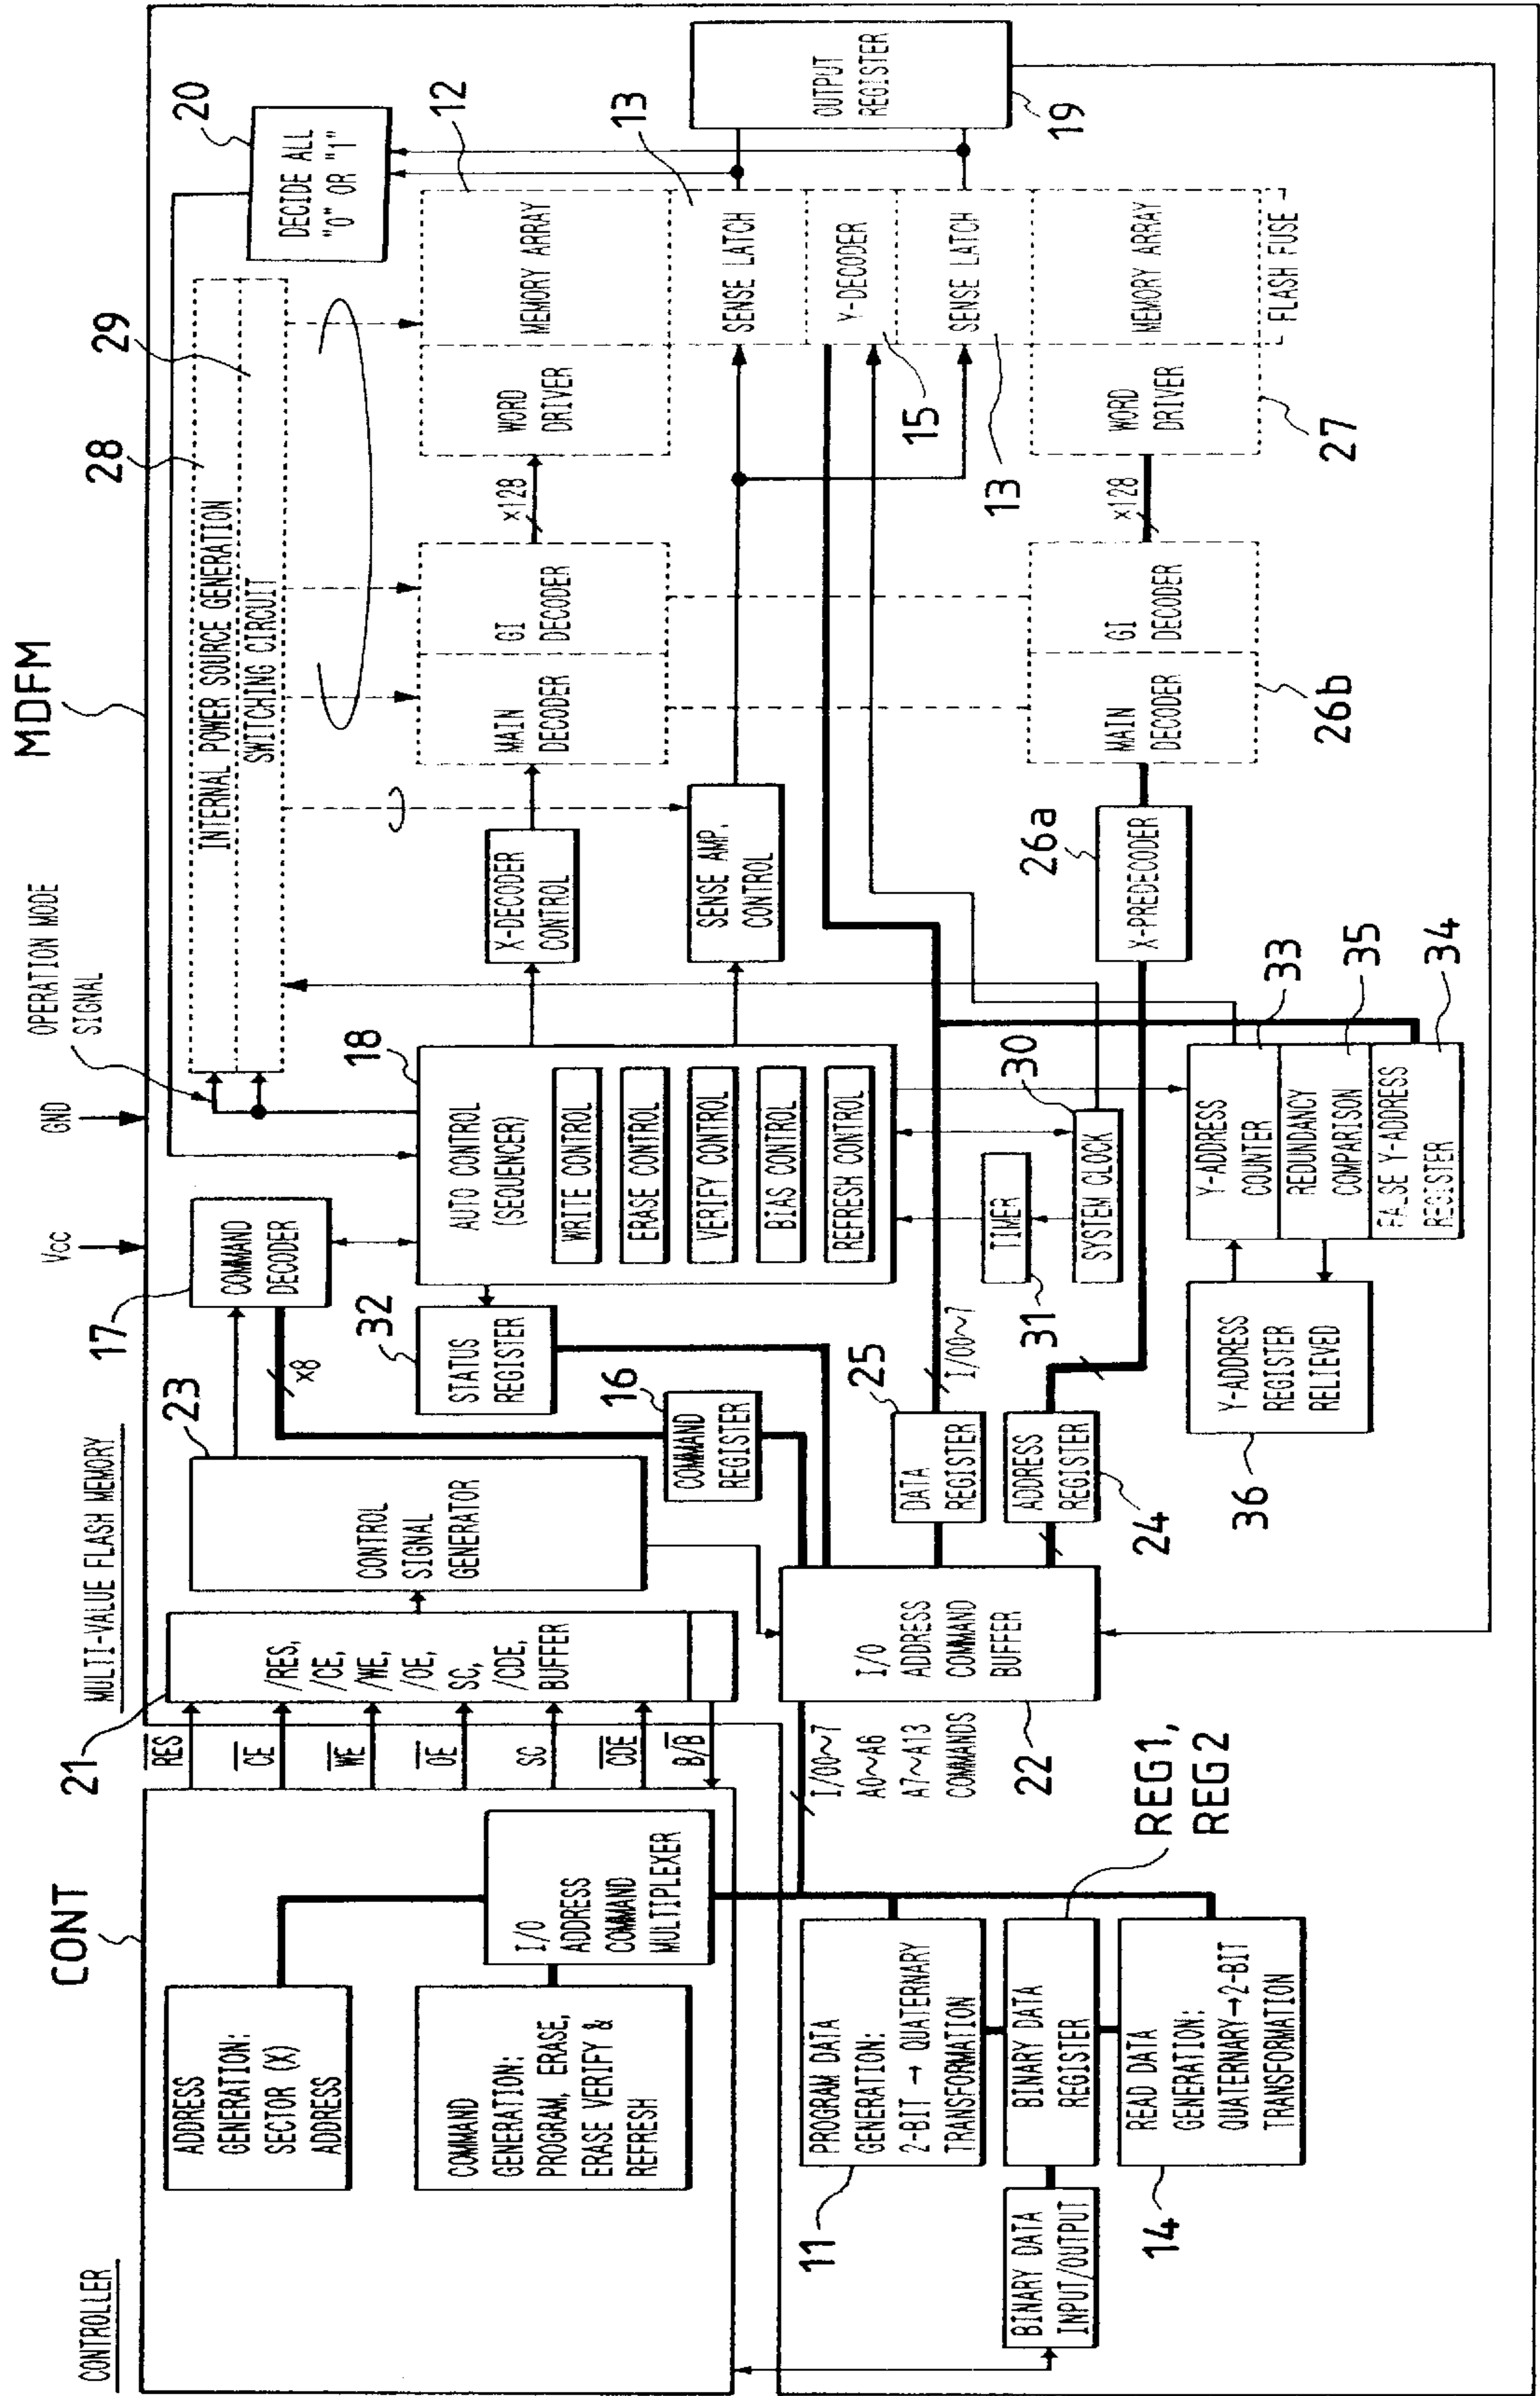 MDFM
CONTROLLER
CONT
MULTI-VALUE FLASH MEMORY
Vcc
GND
OPERATION MODE
SIGNAL
ADDRESS
GENERATION:
SECTOR (X)
ADDRESS
COMMAND
GENERATION:
PROGRAM, ERASE,
ERASE VERIFY &
REFRESH
I/O
ADDRESS
COMMAND
MULTIPLEXER
RES
CE
WE
OE
SC
CDE
B/B
21
/RES,
/CE,
/WE,
/OE,
SC,
/CDE,
BUFFER
23
CONTROL
SIGNAL
GENERATOR
17
COMMAND
DECODER
×8
32
STATUS
REGISTER
16
COMMAND
REGISTER
18
AUTO CONTROL
(SEQUENCER)
WRITE CONTROL
ERASE CONTROL
VERIFY CONTROL
BIAS CONTROL
REFRESH CONTROL
28
29
INTERNAL POWER SOURCE GENERATION
SWITCHING CIRCUIT
20
DECIDE ALL
"0" OR "1"
X-DECODER
CONTROL
SENSE AMP.
CONTROL
MAIN
DECODER
GI
DECODER
×128
WORD
DRIVER
MEMORY ARRAY
12
SENSE LATCH
13
Y-DECODER
15
SENSE LATCH
13
OUTPUT
REGISTER
19
MAIN
DECODER
GI
DECODER
26b
×128
WORD
DRIVER
27
MEMORY ARRAY
FLASH FUSE
26a
X-PREDECODER
I/O0~7
A0~A6
A7~A13
COMMANDS
I/O
ADDRESS
COMMAND
BUFFER
22
25
DATA
REGISTER
I/O0~7
ADDRESS
REGISTER
24
31
TIMER
30
SYSTEM CLOCK
Y-ADDRESS
COUNTER
33
REDUNDANCY
COMPARISON
35
FALSE Y-ADDRESS
REGISTER
34
Y-ADDRESS
REGISTER
RELIEVED
36
11
PROGRAM DATA
GENERATION:
2-BIT → QUATERNARY
TRANSFORMATION
REG1,
REG2
BINARY DATA
INPUT/OUTPUT
BINARY DATA
REGISTER
14
READ DATA
GENERATION:
QUATERNARY→2-BIT
TRANSFORMATION